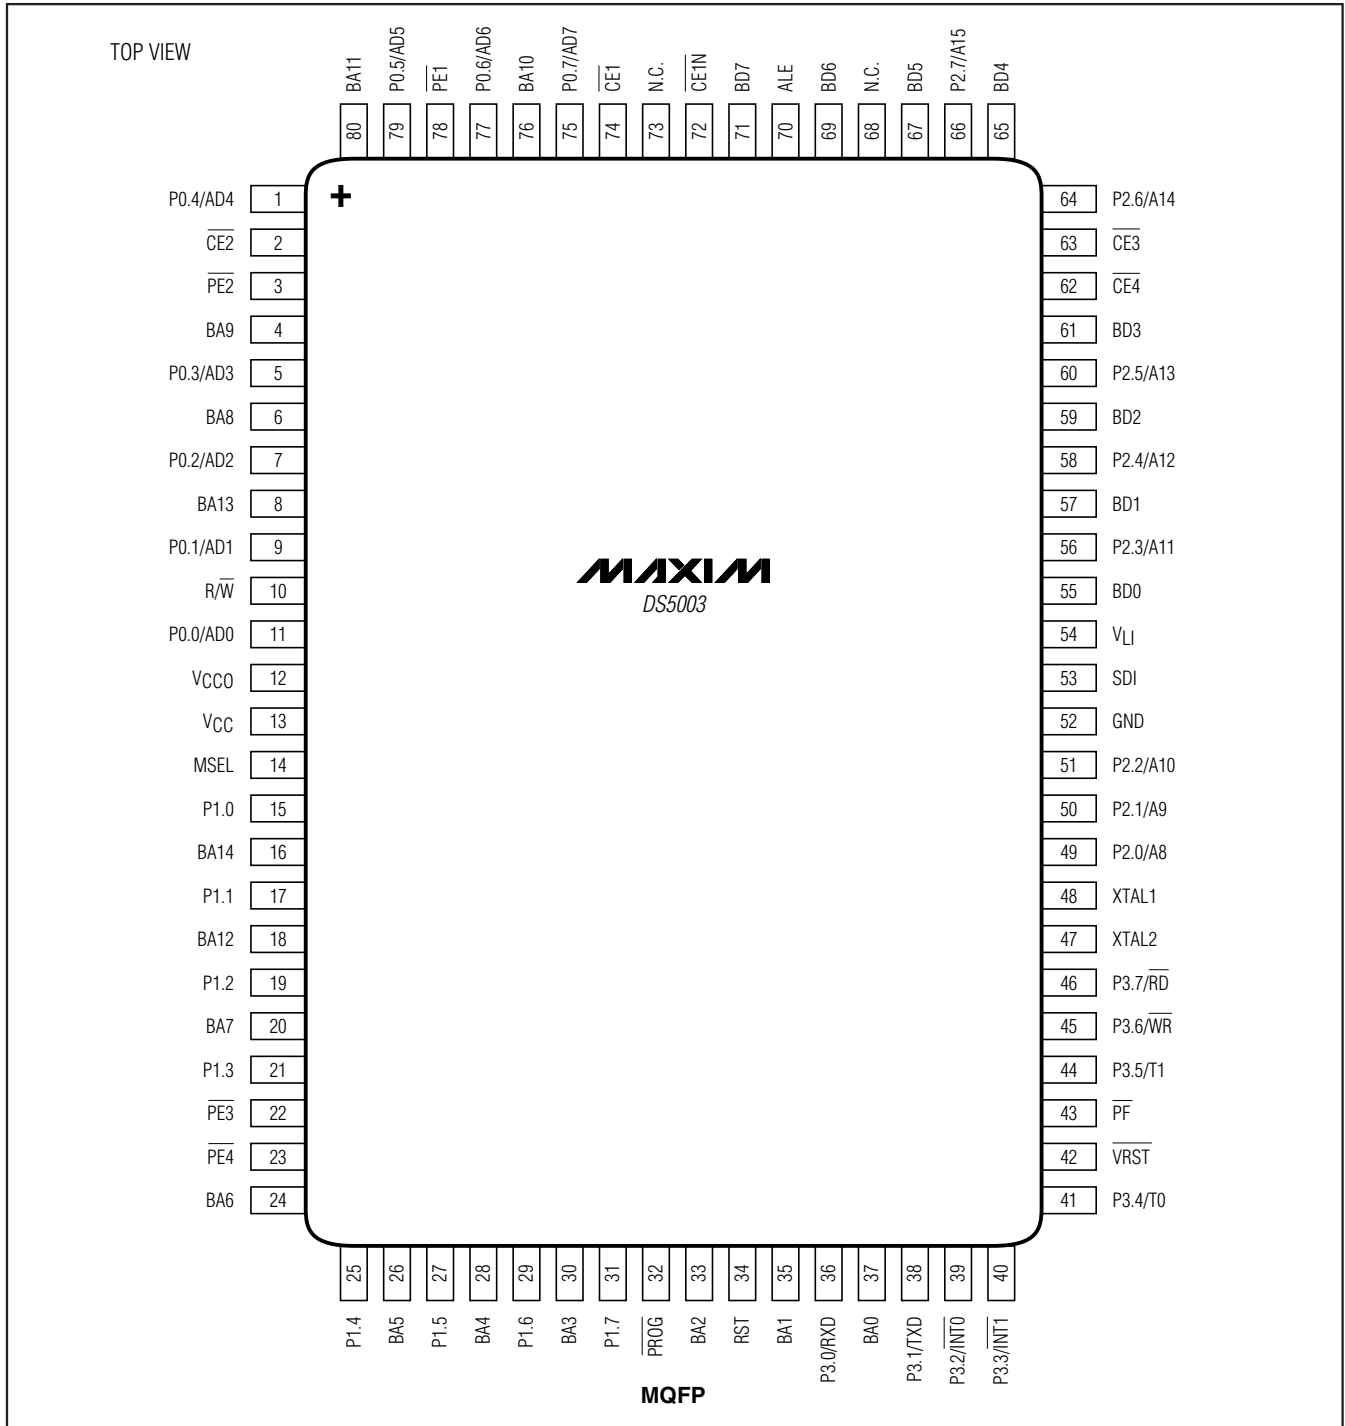 TOP VIEW
BA11
P0.5/AD5
PE1
P0.6/AD6
BA10
P0.7/AD7
CE1
N.C.
CE1N
BD7
ALE
BD6
N.C.
BD5
P2.7/A15
BD4
80
79
78
77
76
75
74
73
72
71
70
69
68
67
66
65
P0.4/AD4 1
CE2 2
PE2 3
BA9 4
P0.3/AD3 5
BA8 6
P0.2/AD2 7
BA13 8
P0.1/AD1 9
R/W 10
P0.0/AD0 11
VCCO 12
VCC 13
MSEL 14
P1.0 15
BA14 16
P1.1 17
BA12 18
P1.2 19
BA7 20
P1.3 21
PE3 22
PE4 23
BA6 24
+
MAXIM
DS5003
64 P2.6/A14
63 CE3
62 CE4
61 BD3
60 P2.5/A13
59 BD2
58 P2.4/A12
57 BD1
56 P2.3/A11
55 BD0
54 VLI
53 SDI
52 GND
51 P2.2/A10
50 P2.1/A9
49 P2.0/A8
48 XTAL1
47 XTAL2
46 P3.7/RD
45 P3.6/WR
44 P3.5/T1
43 PF
42 VRST
41 P3.4/T0
25
26
27
28
29
30
31
32
33
34
35
36
37
38
39
40
P1.4
BA5
P1.5
BA4
P1.6
BA3
P1.7
PROG
BA2
RST
BA1
P3.0/RXD
BA0
P3.1/TXD
P3.2/INT0
P3.3/INT1
MQFP